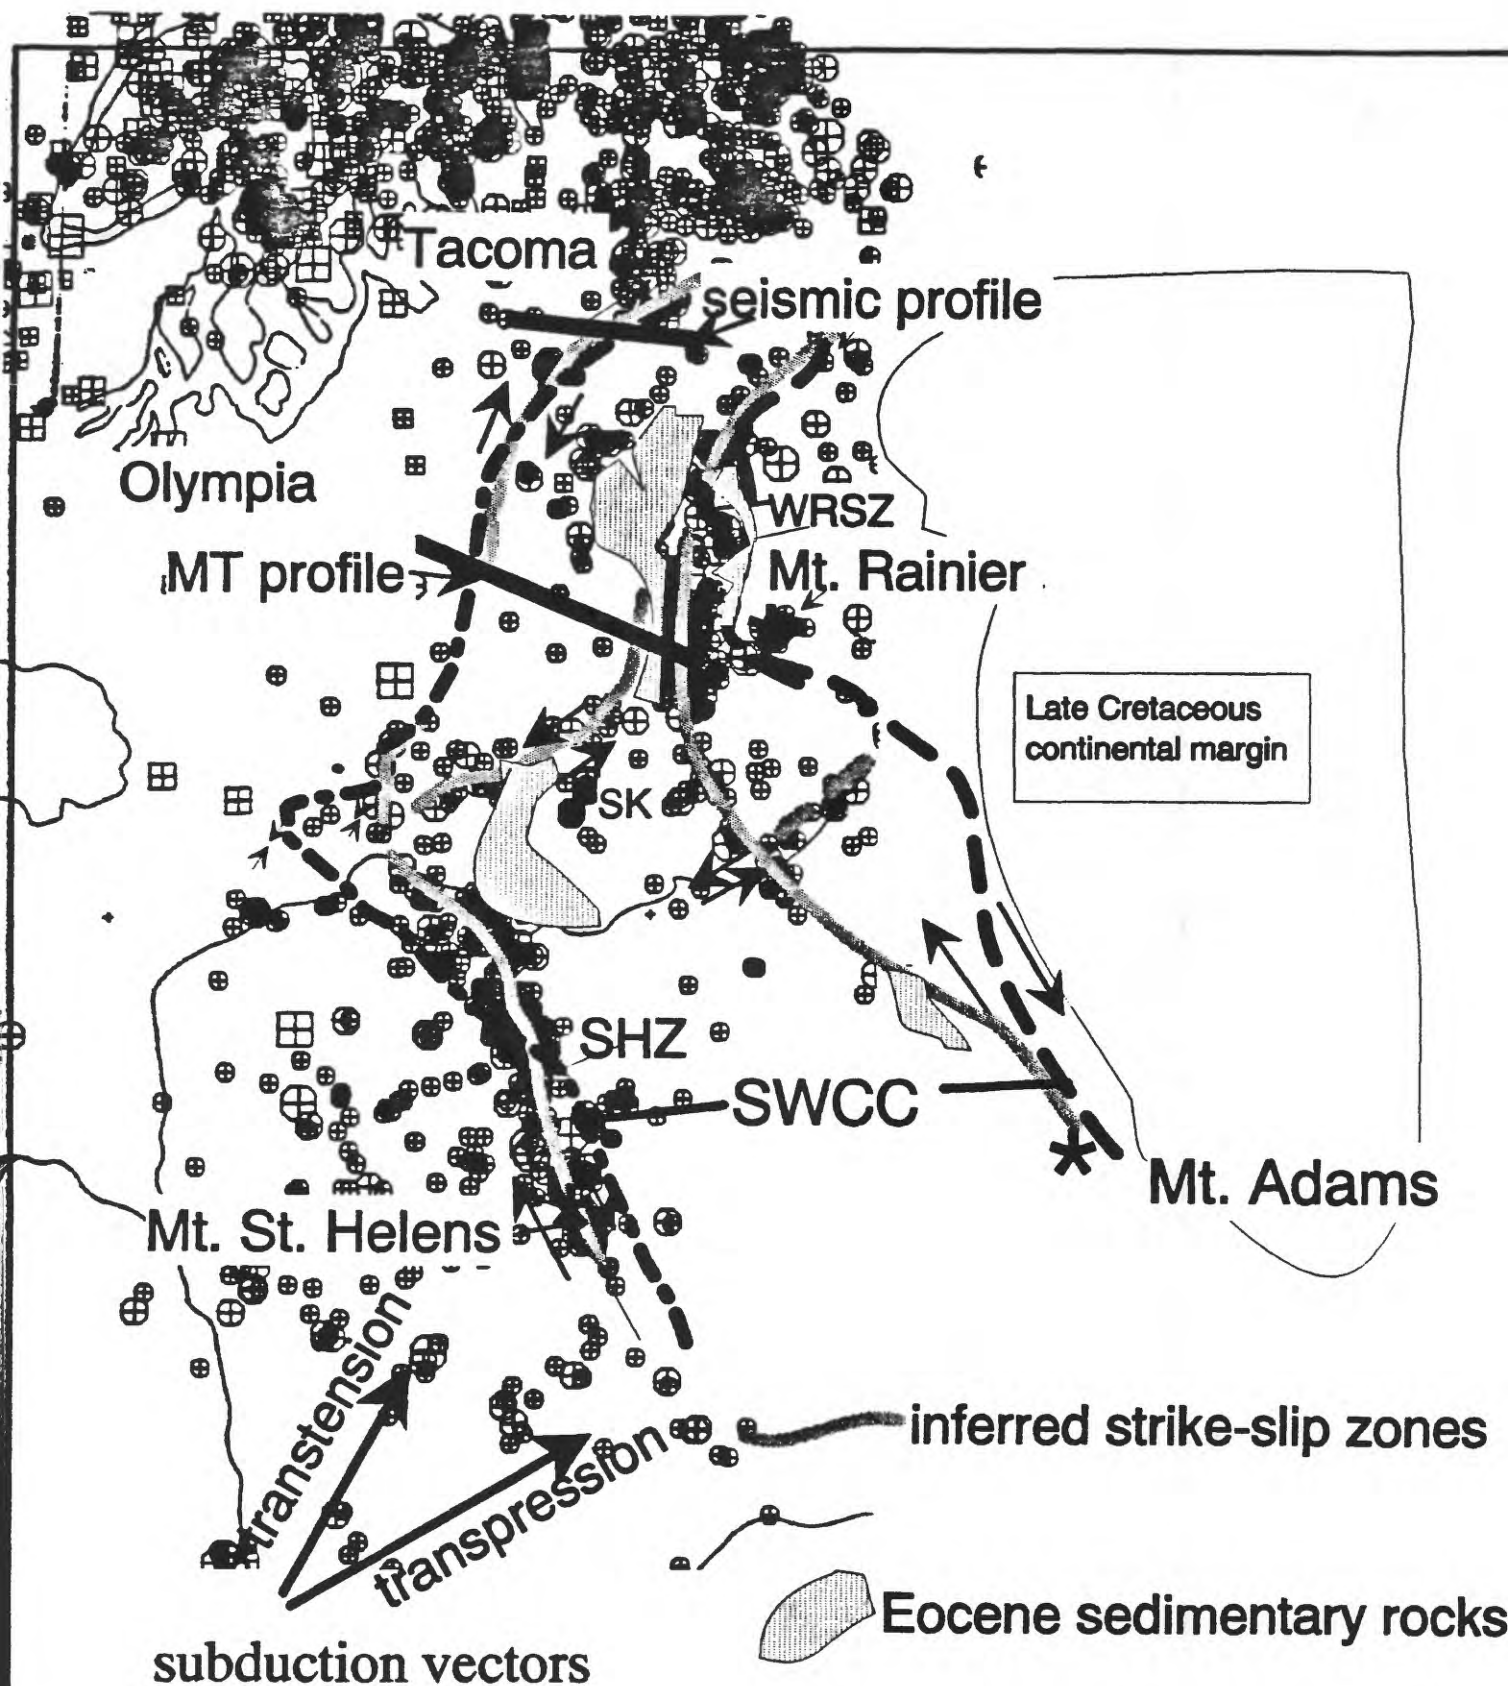 Tacoma
seismic profile
Olympia
WRSZ
MT profile
Mt. Rainier
Late Cretaceous
continental margin
SK
SHZ
SWCC
*
Mt. Adams
Mt. St. Helens
transtension
inferred strike-slip zones
transpression
Eocene sedimentary rocks
subduction vectors